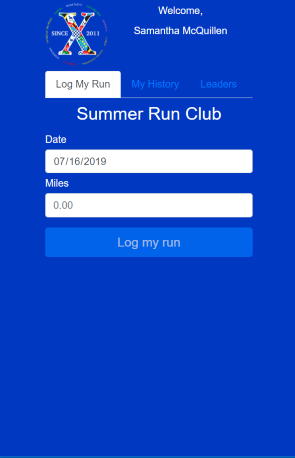 Welcome,
Samantha McQuillen
SINCE X 2011
Log My Run
My History
Leaders
Summer Run Club
Date
07/16/2019
Miles
0.00
Log my run